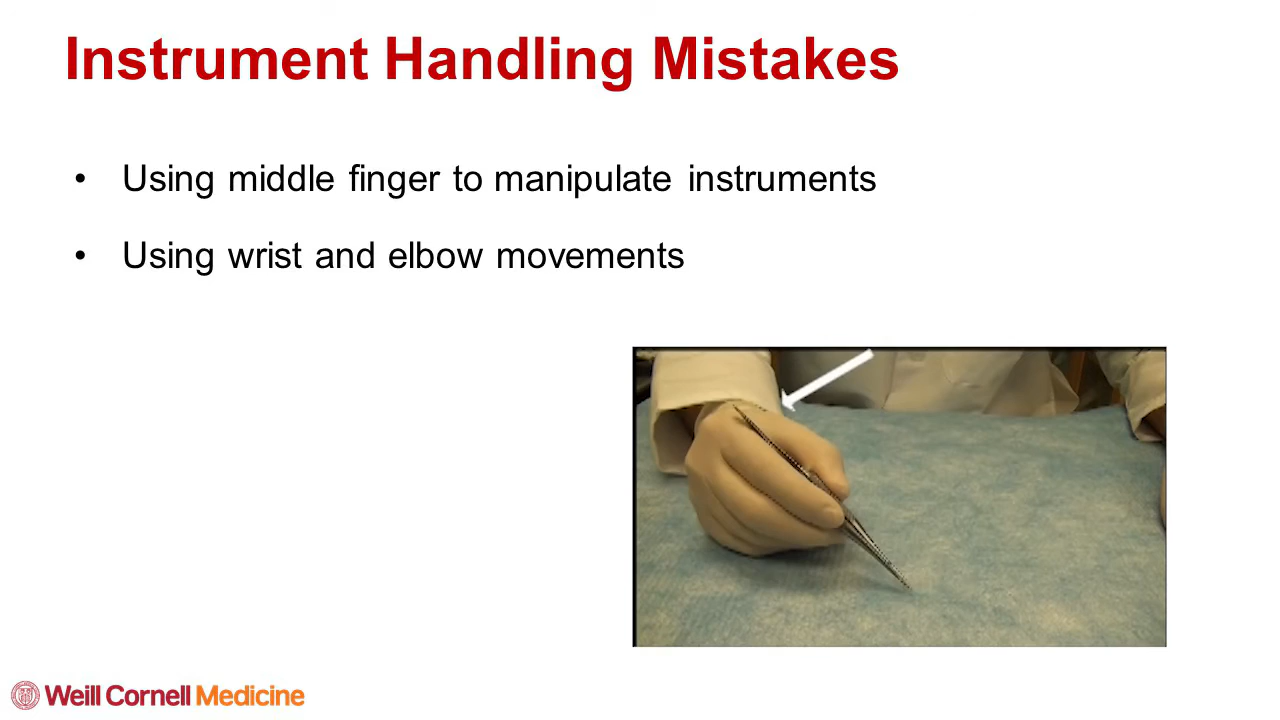 Instrument Handling Mistakes
• Using middle finger to manipulate instruments
• Using wrist and elbow movements
Weill Cornell Medicine